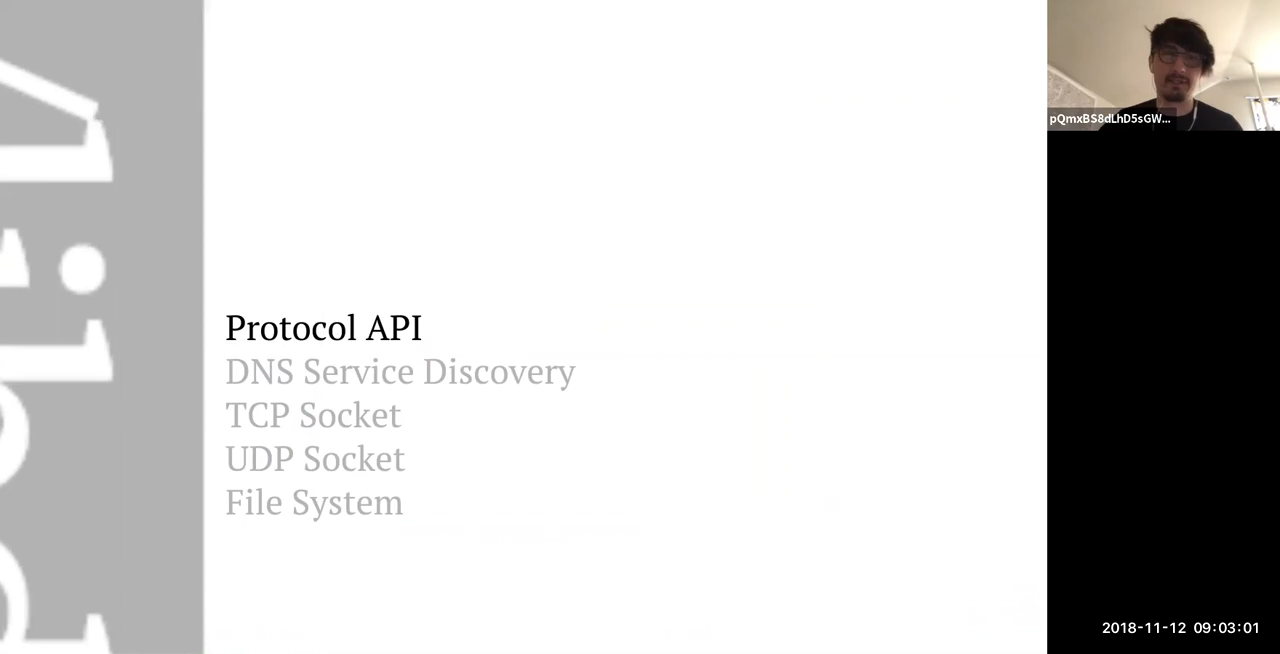 Protocol API
DNS Service Discovery
TCP Socket
UDP Socket
File System
pQmxBS8dLhD5sGW...
2018-11-12 09:03:01